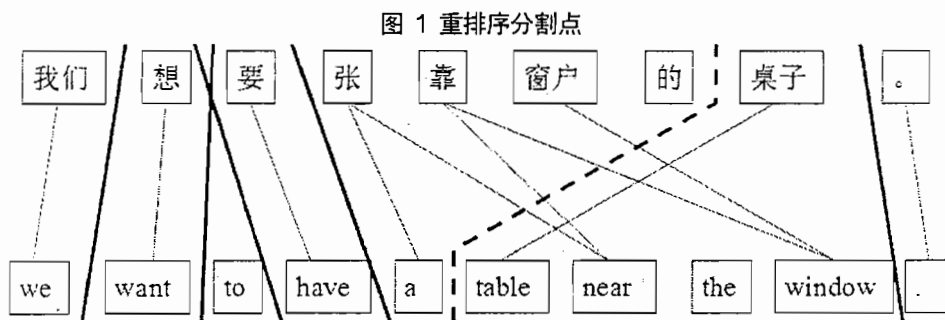 图 1 重排序分割点
我们 想 要 张 靠 窗户 的 桌子 。
we want to have a table near the window .